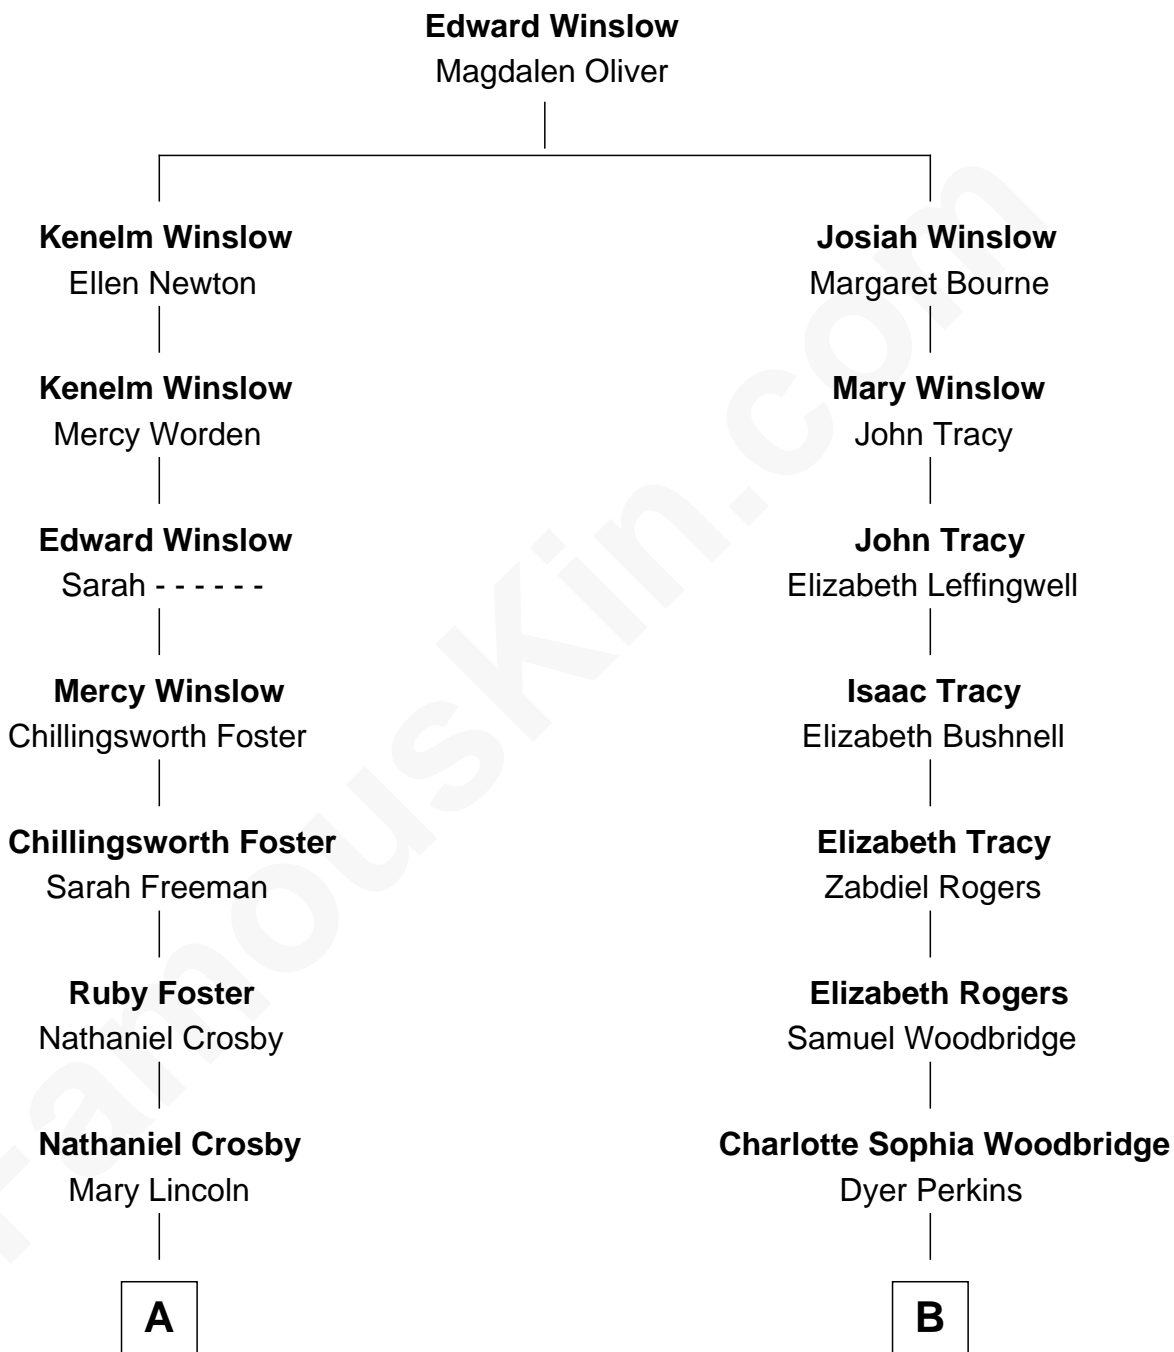 Edward Winslow
Magdalen Oliver
Kenelm Winslow
Ellen Newton
Josiah Winslow
Margaret Bourne
Kenelm Winslow
Mercy Worden
Mary Winslow
John Tracy
Edward Winslow
Sarah - - - - - -
John Tracy
Elizabeth Leffingwell
Mercy Winslow
Chillingsworth Foster
Isaac Tracy
Elizabeth Bushnell
Chillingsworth Foster
Sarah Freeman
Elizabeth Tracy
Zabdiel Rogers
Ruby Foster
Nathaniel Crosby
Elizabeth Rogers
Samuel Woodbridge
Nathaniel Crosby
Mary Lincoln
Charlotte Sophia Woodbridge
Dyer Perkins
A
B
FamousKin.com